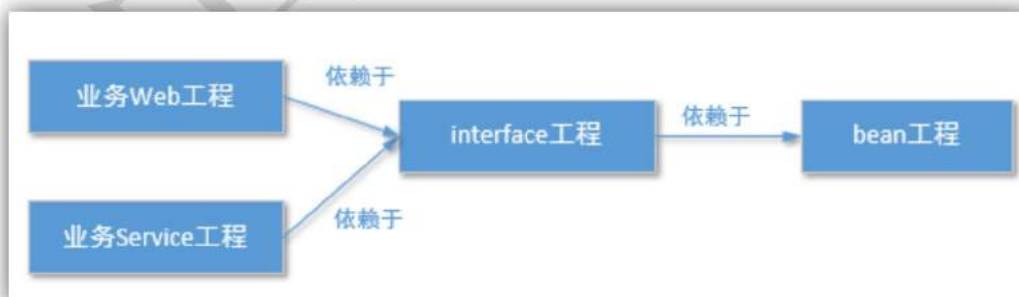 业务Web工程
依赖于
interface工程
依赖于
bean工程
业务Service工程
依赖于